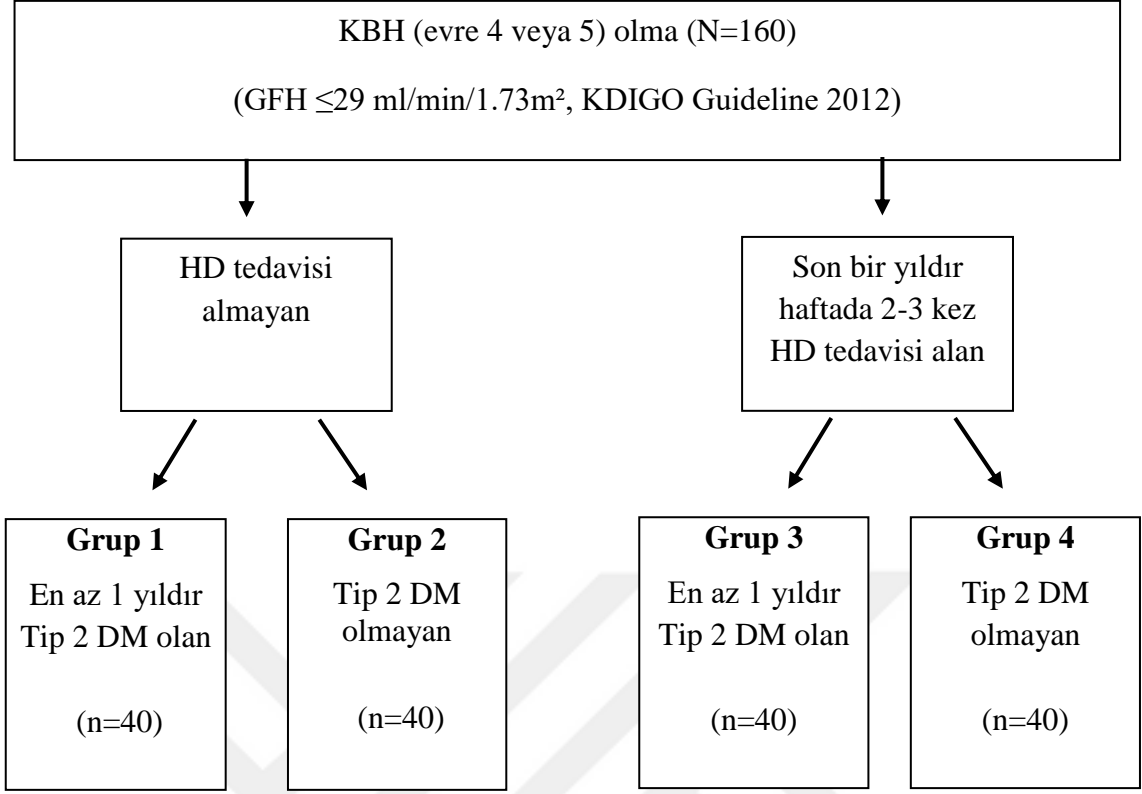 KBH (evre 4 veya 5) olma (N=160)
(GFH ≤29 ml/min/1.73m², KDIGO Guideline 2012)
HD tedavisi
almayan
Son bir yıldır
haftada 2-3 kez
HD tedavisi alan
Grup 1
En az 1 yıldır
Tip 2 DM olan
(n=40)
Grup 2
Tip 2 DM
olmayan
(n=40)
Grup 3
En az 1 yıldır
Tip 2 DM olan
(n=40)
Grup 4
Tip 2 DM
olmayan
(n=40)